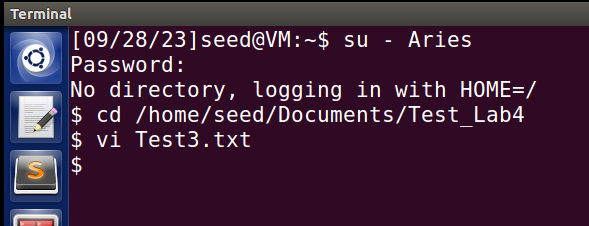 Terminal
[09/28/23]seed@VM:~$ su - Aries
Password:
No directory, logging in with HOME=/
$ cd /home/seed/Documents/Test_Lab4
$ vi Test3.txt
$